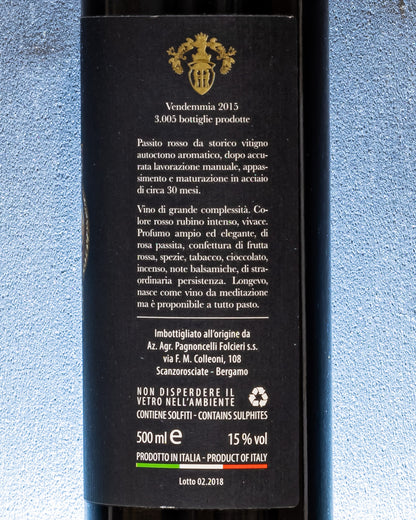 Vendemmia 2015
3.005 bottiglie prodotte
Passito rosso da storico vitigno
autoctono aromatico, dopo accu-
rata lavorazione manuale, appas-
simento e maturazione in acciaio
di circa 30 mesi.
Vino di grande complessità. Co-
lore rosso rubino intenso, vivace.
Profumo ampio ed elegante, di
rosa passita, confettura di frutta
rossa, spezie, tabacco, cioccolato,
incenso, note balsamiche, di stra-
ordinaria persistenza. Longevo,
nasce come vino da meditazione
ma è proponibile a tutto pasto.
Imbottigliato all'origine da
Az. Agr. Pagnoncelli Folcieri s.s.
via F. M. Colleoni, 108
Scanzorosciate - Bergamo
NON DISPERDERE IL
VETRO NELL'AMBIENTE
CONTIENE SOLFITI - CONTAINS SULPHITES
500 ml e 15 % vol
PRODOTTO IN ITALIA - PRODUCT OF ITALY
Lotto 02.2018